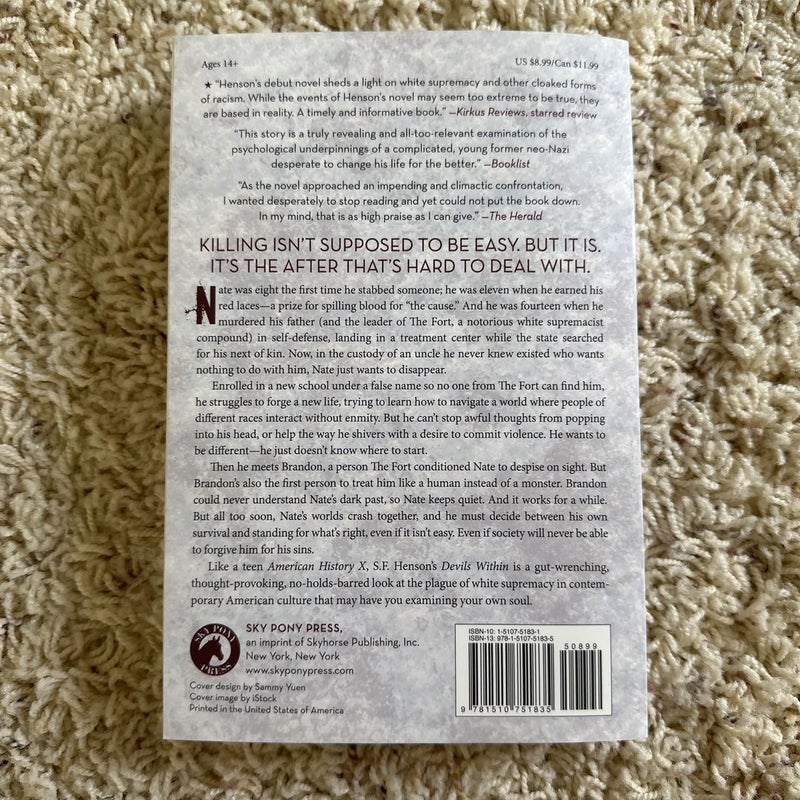 Ages 14+
US $8.99/Can $11.99
★ “Henson’s debut novel sheds a light on white supremacy and other cloaked forms
of racism. While the events of Henson’s novel may seem too extreme to be true, they
are based in reality. A timely and informative book.” —Kirkus Reviews, starred review
“This story is a truly revealing and all-too-relevant examination of the
psychological underpinnings of a complicated, young former neo-Nazi
desperate to change his life for the better.” —Booklist
“As the novel approached an impending and climactic confrontation,
I wanted desperately to stop reading and yet could not put the book down.
In my mind, that is as high praise as I can give.” —The Herald
KILLING ISN’T SUPPOSED TO BE EASY. BUT IT IS.
IT’S THE AFTER THAT’S HARD TO DEAL WITH.
Nate was eight the first time he stabbed someone; he was eleven when he earned his
red laces—a prize for spilling blood for “the cause.” And he was fourteen when he
murdered his father (and the leader of The Fort, a notorious white supremacist
compound) in self-defense, landing in a treatment center while the state searched
for his next of kin. Now, in the custody of an uncle he never knew existed who wants
nothing to do with him, Nate just wants to disappear.
Enrolled in a new school under a false name so no one from The Fort can find him,
he struggles to forge a new life, trying to learn how to navigate a world where people of
different races interact without enmity. But he can’t stop awful thoughts from popping
into his head, or help the way he shivers with a desire to commit violence. He wants to
be different—he just doesn’t know where to start.
Then he meets Brandon, a person The Fort conditioned Nate to despise on sight. But
Brandon’s also the first person to treat him like a human instead of a monster. Brandon
could never understand Nate’s dark past, so Nate keeps quiet. And it works for a while.
But all too soon, Nate’s worlds crash together, and he must decide between his own
survival and standing for what’s right, even if it isn’t easy. Even if society will never be able
to forgive him for his sins.
Like a teen American History X, S.F. Henson’s Devils Within is a gut-wrenching,
thought-provoking, no-holds-barred look at the plague of white supremacy in contem-
porary American culture that may have you examining your own soul.
SKY PONY
PRESS
SKY PONY PRESS,
an imprint of Skyhorse Publishing, Inc.
New York, New York
www.skyponypress.com
Cover design by Sammy Yuen
Cover image by iStock
Printed in the United States of America
ISBN-10: 1-5107-5183-1
ISBN-13: 978-1-5107-5183-5
50899
9 781510 751835